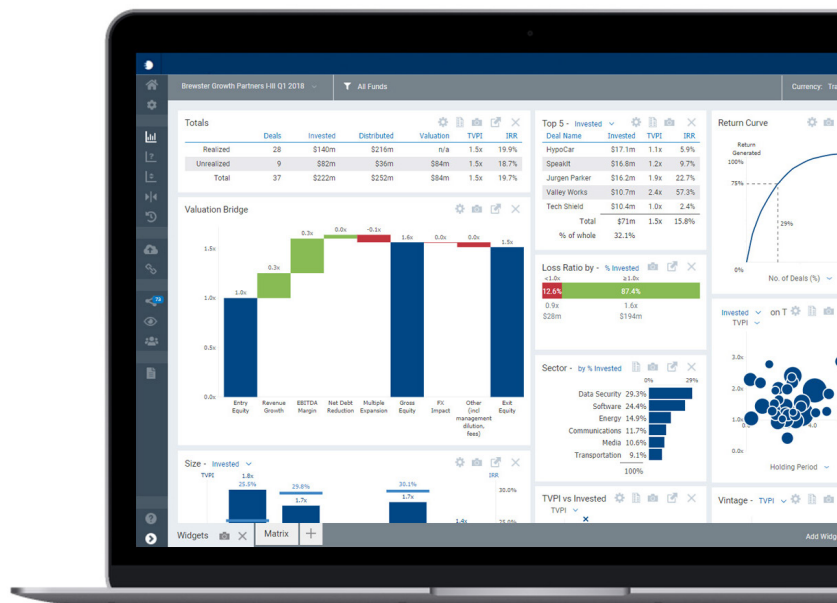 Brewster Growth Partners I-III Q1 2018
All Funds
Currency:
Totals
Deals Invested Distributed Valuation TVPI IRR
Realized 28 $140m $216m n/a 1.5x 19.9%
Unrealized 9 $82m $36m $84m 1.5x 18.7%
Total 37 $222m $252m $84m 1.5x 19.7%
Top 5 - Invested
Deal Name Invested TVPI IRR
HypoCar $17.1m 1.1x 5.9%
SpeakIt $16.8m 1.2x 9.7%
Jurgen Parker $16.2m 1.9x 22.7%
Valley Works $10.7m 2.4x 57.3%
Tech Shield $10.4m 1.0x 2.4%
Total $71m 1.5x 15.8%
% of whole 32.1%
Return Curve
Return
Generated
100%
75%
29%
0%
No. of Deals (%)
Valuation Bridge
1.5x
1.0x
0.5x
0.0x
1.0x 0.3x 0.3x 0.0x -0.1x 1.6x 0.0x 0.0x 1.5x
Entry Equity
Revenue Growth
EBITDA Margin
Net Debt Reduction
Multiple Expansion
Gross Equity
FX Impact
Other (incl management dilution, fees)
Exit Equity
Loss Ratio by - % Invested
<1.0x ≥1.0x
12.6% 87.4%
0.9x 1.6x
$28m $194m
Invested on T
TVPI
3.0x
2.0x
1.0x
0.0x
4.0
Holding Period
Sector - by % Invested
0% 29%
Data Security 29.3%
Software 24.4%
Energy 14.9%
Communications 11.7%
Media 10.6%
Transportation 9.1%
100%
Size - Invested
TVPI IRR
1.8x
25.5% 29.8% 30.1%
1.7x 1.7x
30.0%
1.4x 25.0%
TVPI vs Invested
TVPI
Vintage - TVPI
78
Widgets
Matrix
Add Widg